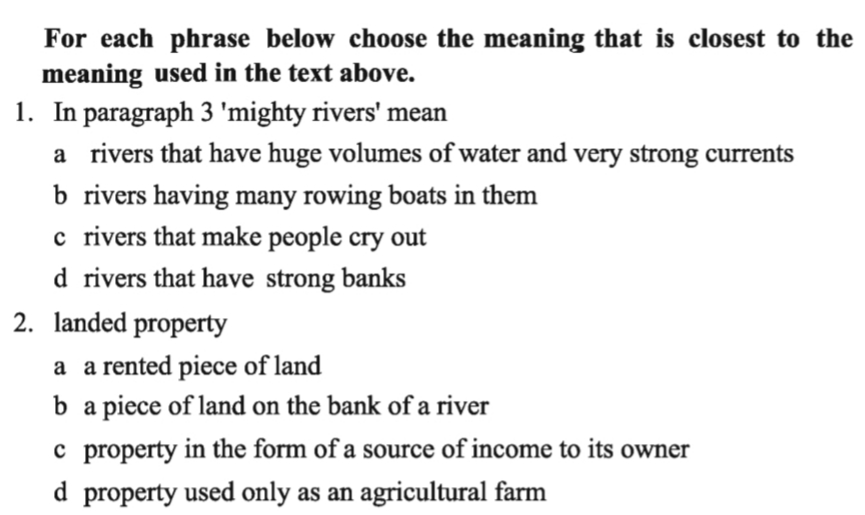 For each phrase below choose the meaning that is closest to the
meaning used in the text above.
1. In paragraph 3 'mighty rivers' mean
a rivers that have huge volumes of water and very strong currents
b rivers having many rowing boats in them
c rivers that make people cry out
d rivers that have strong banks
2. landed property
a a rented piece of land
b a piece of land on the bank of a river
c property in the form of a source of income to its owner
d property used only as an agricultural farm